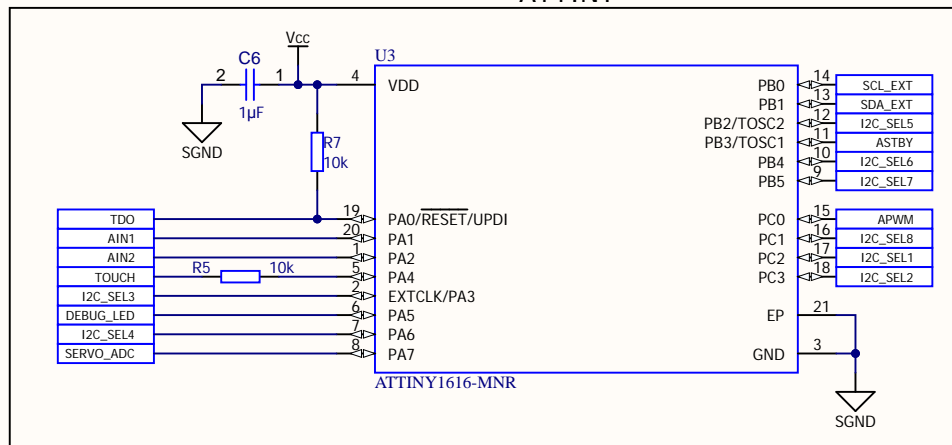 Vcc
C6
2
1
1µF
SGND
R7
10k
U3
4
VDD
TDO
19
PA0/RESET/UPDI
AIN1
20
PA1
AIN2
1
PA2
TOUCH
R5
10k
5
PA4
I2C_SEL3
2
EXTCLK/PA3
DEBUG_LED
6
PA5
I2C_SEL4
7
PA6
SERVO_ADC
8
PA7
ATTINY1616-MNR
PB0
14
SCL_EXT
PB1
13
SDA_EXT
PB2/TOSC2
12
I2C_SEL5
PB3/TOSC1
11
ASTBY
PB4
10
I2C_SEL6
PB5
9
I2C_SEL7
PC0
15
APWM
PC1
16
I2C_SEL8
PC2
17
I2C_SEL1
PC3
18
I2C_SEL2
EP
21
GND
3
SGND